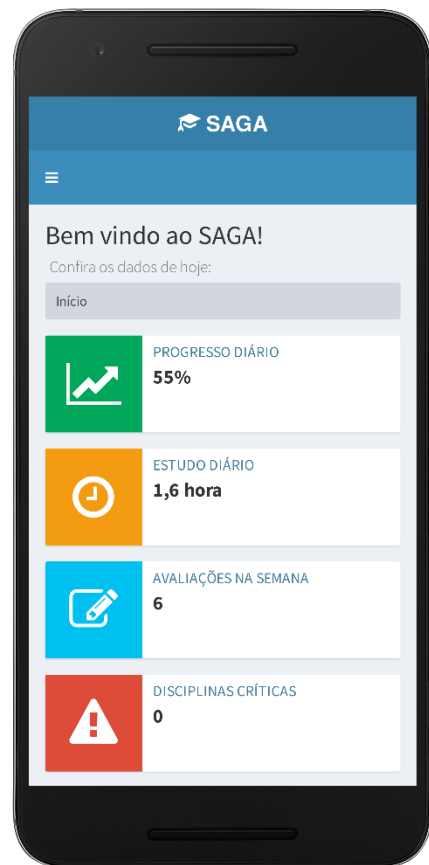 SAGA
Bem vindo ao SAGA!
Confira os dados de hoje:
Início
PROGRESSO DIÁRIO
55%
ESTUDO DIÁRIO
1,6 hora
AVALIAÇÕES NA SEMANA
6
DISCIPLINAS CRÍTICAS
0